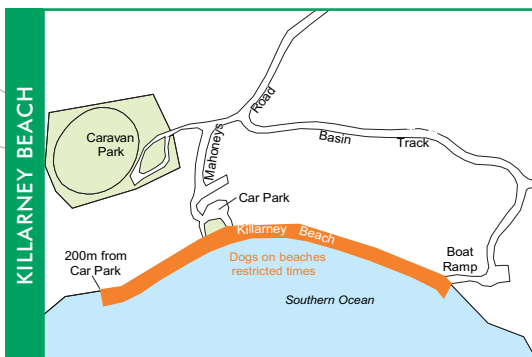 KILLARNEY BEACH
Caravan
Park
Mahoneys
Road
Basin
Track
Car Park
Killarney Beach
200m from
Car Park
Dogs on beaches
restricted times
Boat
Ramp
Southern Ocean